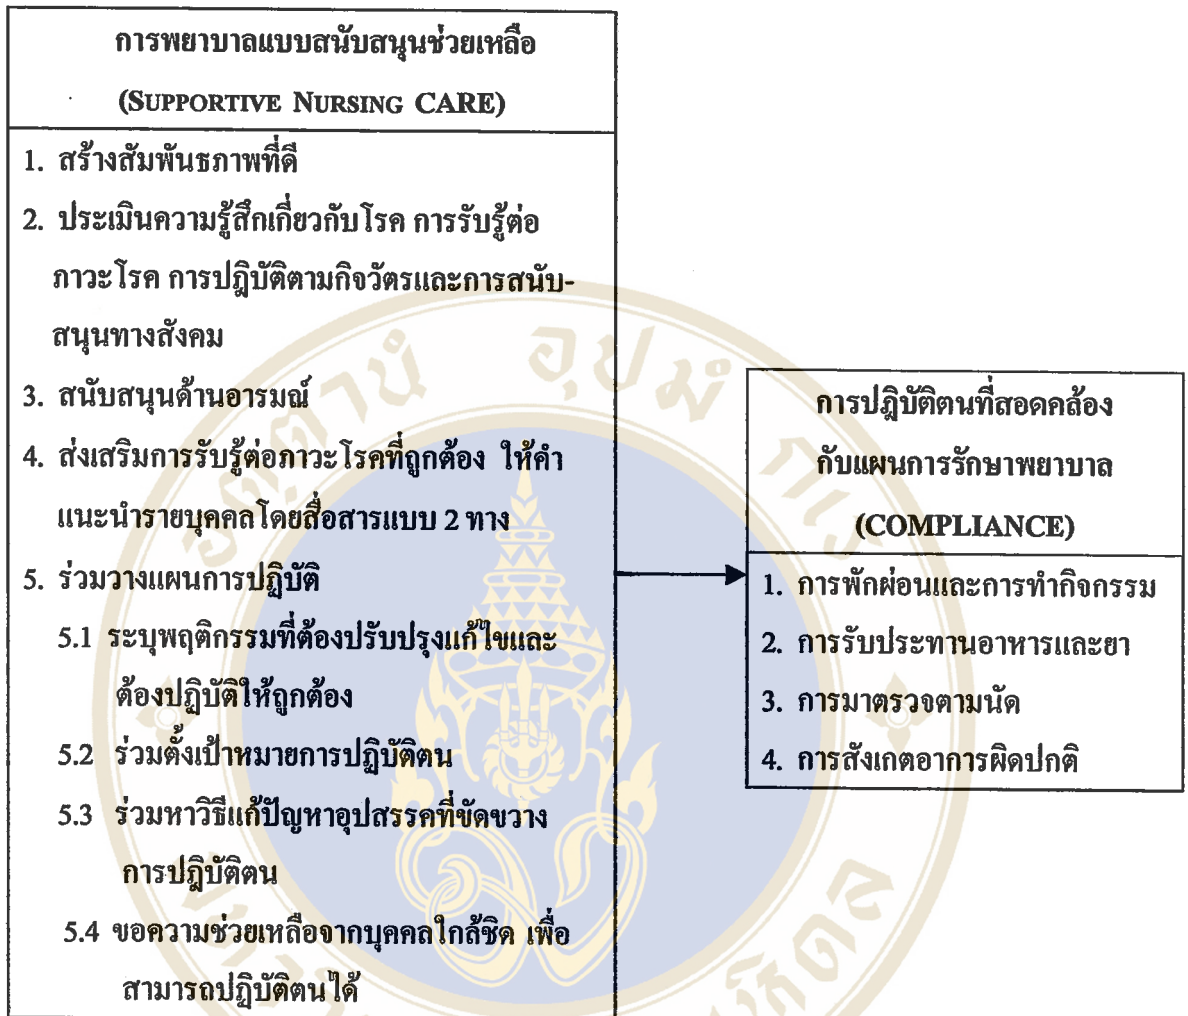 การพยาบาลแบบสนับสนุนช่วยเหลือ
(SUPPORTIVE NURSING CARE)
1. สร้างสัมพันธภาพที่ดี
2. ประเมินความรู้สึกเกี่ยวกับโรค การรับรู้ต่อ
ภาวะโรค การปฎิบัติตามกิจวัตรและการสนับ-
สนุนทางสังคม
3. สนับสนุนด้านอารมณ์
4. ส่งเสริมการรับรู้ต่อภาวะโรคที่ถูกต้อง ให้คำ
แนะนำรายบุคคลโดยสื่อสารแบบ 2 ทาง
5. ร่วมวางแผนการปฏิบัติ
5.1 ระบุพฤติกรรมที่ต้องปรับปรุงแก้ไขและ
ต้องปฏิบัติให้ถูกต้อง
5.2 ร่วมตั้งเป้าหมายการปฏิบัติตน
5.3 ร่วมหาวิธีแก้ปัญหาอุปสรรคที่ขัดขวาง
การปฎิบัติตน
5.4 ขอความช่วยเหลือจากบุคคลใกล้ชิด เพื่อ
สามารถปฏิบัติตนได้
การปฎิบัติตนที่สอดคล้อง
กับแผนการรักษาพยาบาล
(COMPLIANCE)
1. การพักผ่อนและการทำกิจกรรม
2. การรับประทานอาหารและยา
3. การมาตรวจตามนัด
4. การสังเกตอาการผิดปกติ